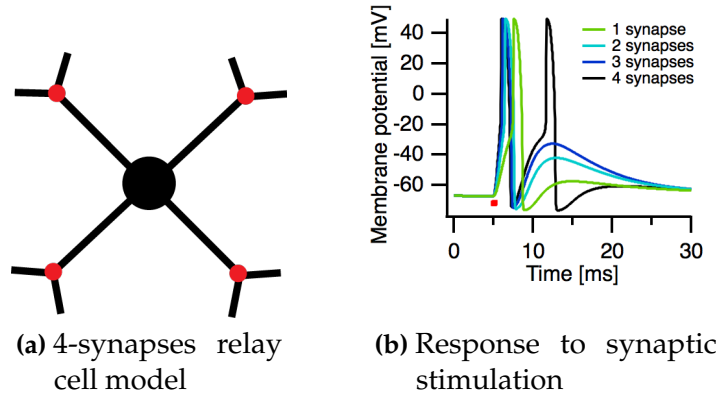 Membrane potential [mV]
40
20
0
-20
-40
-60
1 synapse
2 synapses
3 synapses
4 synapses
0
10
20
30
Time [ms]
(a) 4-synapses relay
cell model
(b) Response to synaptic
stimulation